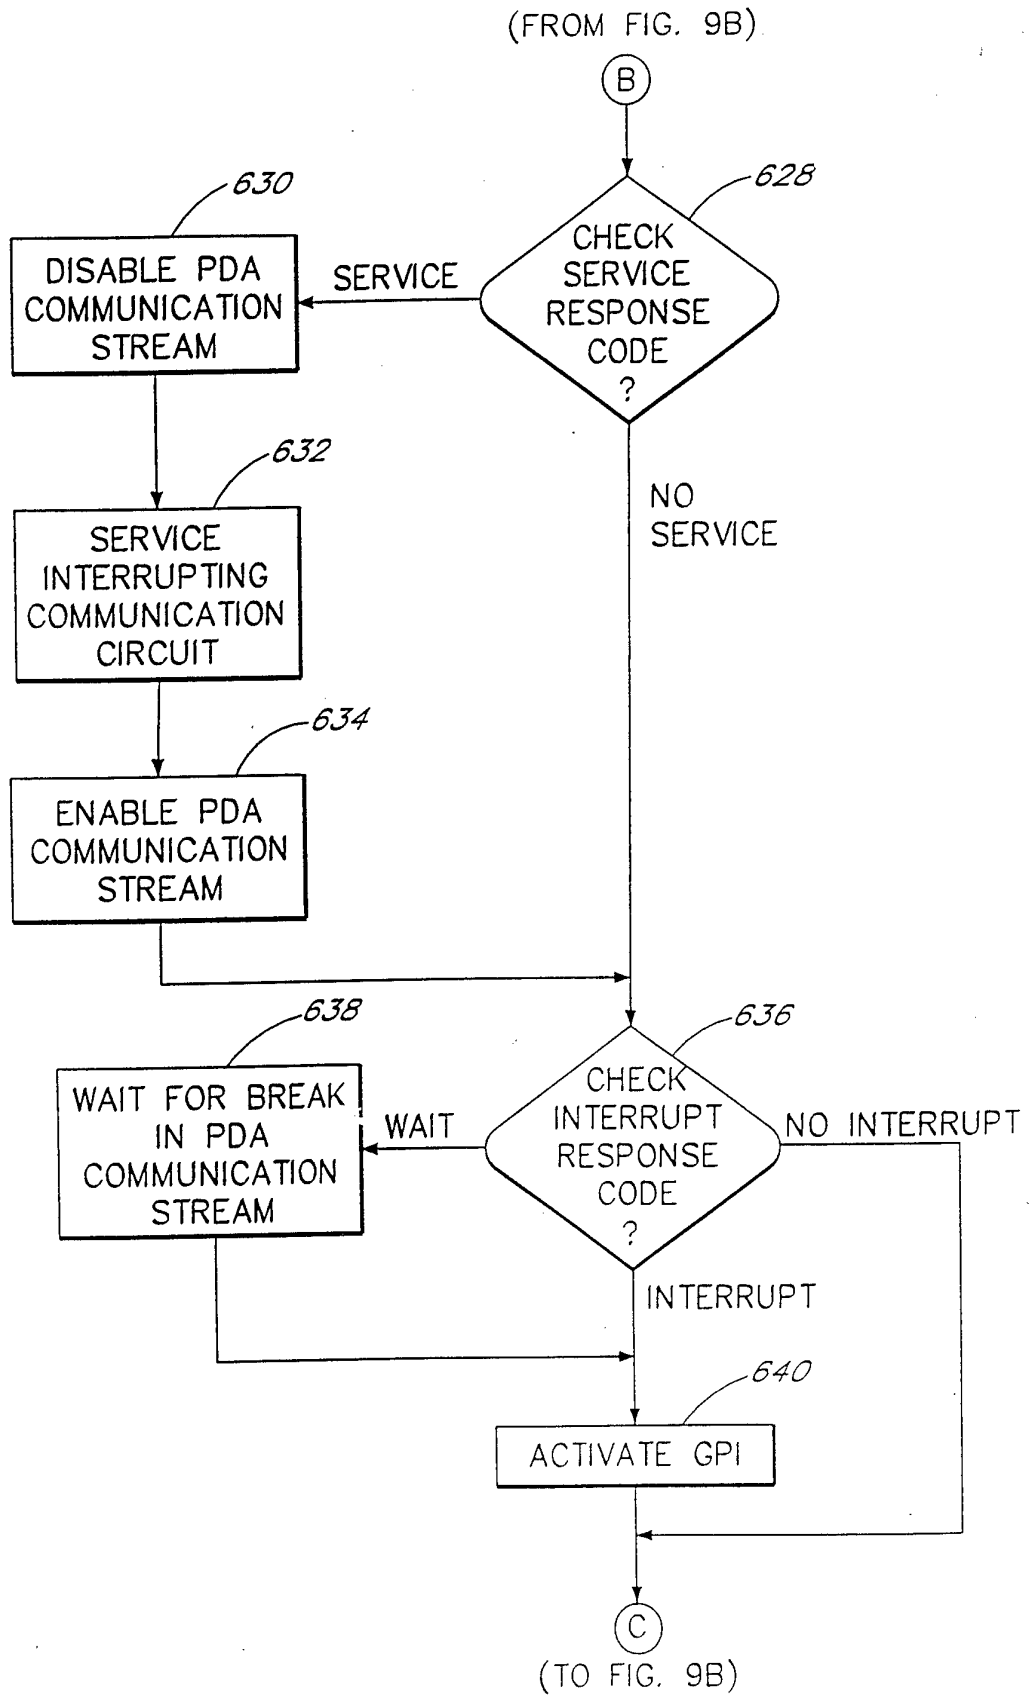 (FROM FIG. 9B)
B
628
CHECK
SERVICE
RESPONSE
CODE
?
SERVICE
630
DISABLE PDA
COMMUNICATION
STREAM
NO
SERVICE
632
SERVICE
INTERRUPTING
COMMUNICATION
CIRCUIT
634
ENABLE PDA
COMMUNICATION
STREAM
636
CHECK
INTERRUPT
RESPONSE
CODE
?
WAIT
638
WAIT FOR BREAK
IN PDA
COMMUNICATION
STREAM
NO INTERRUPT
INTERRUPT
640
ACTIVATE GPI
C
(TO FIG. 9B)